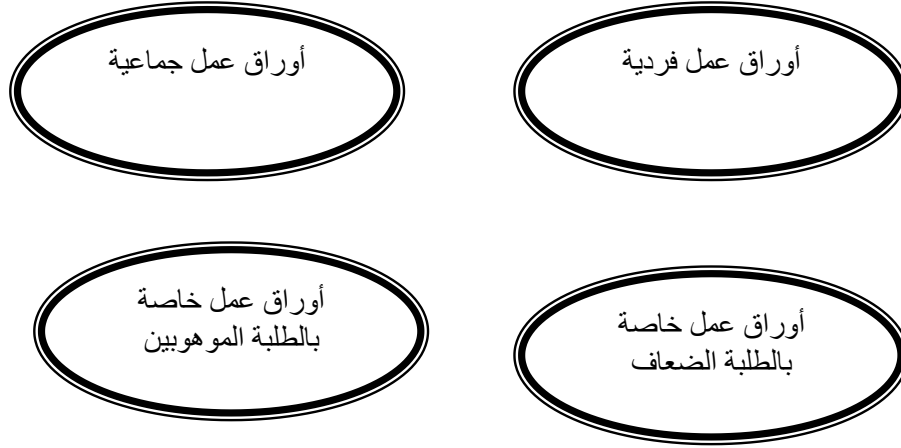 أوراق عمل فردية
أوراق عمل جماعية
أوراق عمل خاصة
بالطلبة الضعاف
أوراق عمل خاصة
بالطلبة الموهوبين